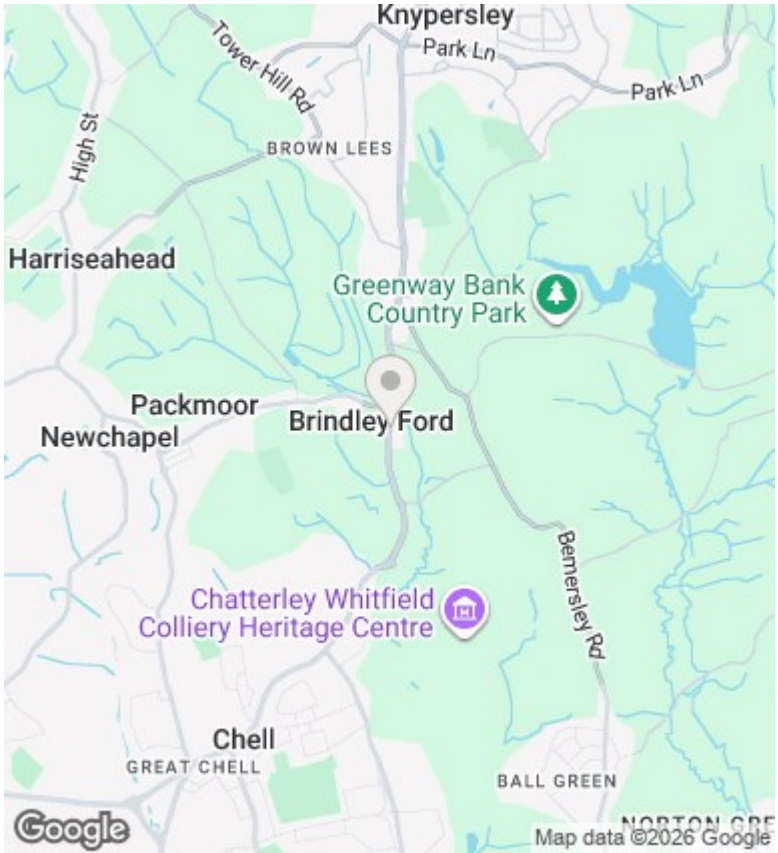 Knypersley
Park Ln
Tower Hill Rd
Park Ln
High St
BROWN LEES
Harriseahead
Greenway Bank
Country Park
Packmoor
Brindley Ford
Newchapel
Bemersley Rd
Chatterley Whitfield
Colliery Heritage Centre
Chell
GREAT CHELL
BALL GREEN
NORTON GRE
Google
Map data ©2026 Google